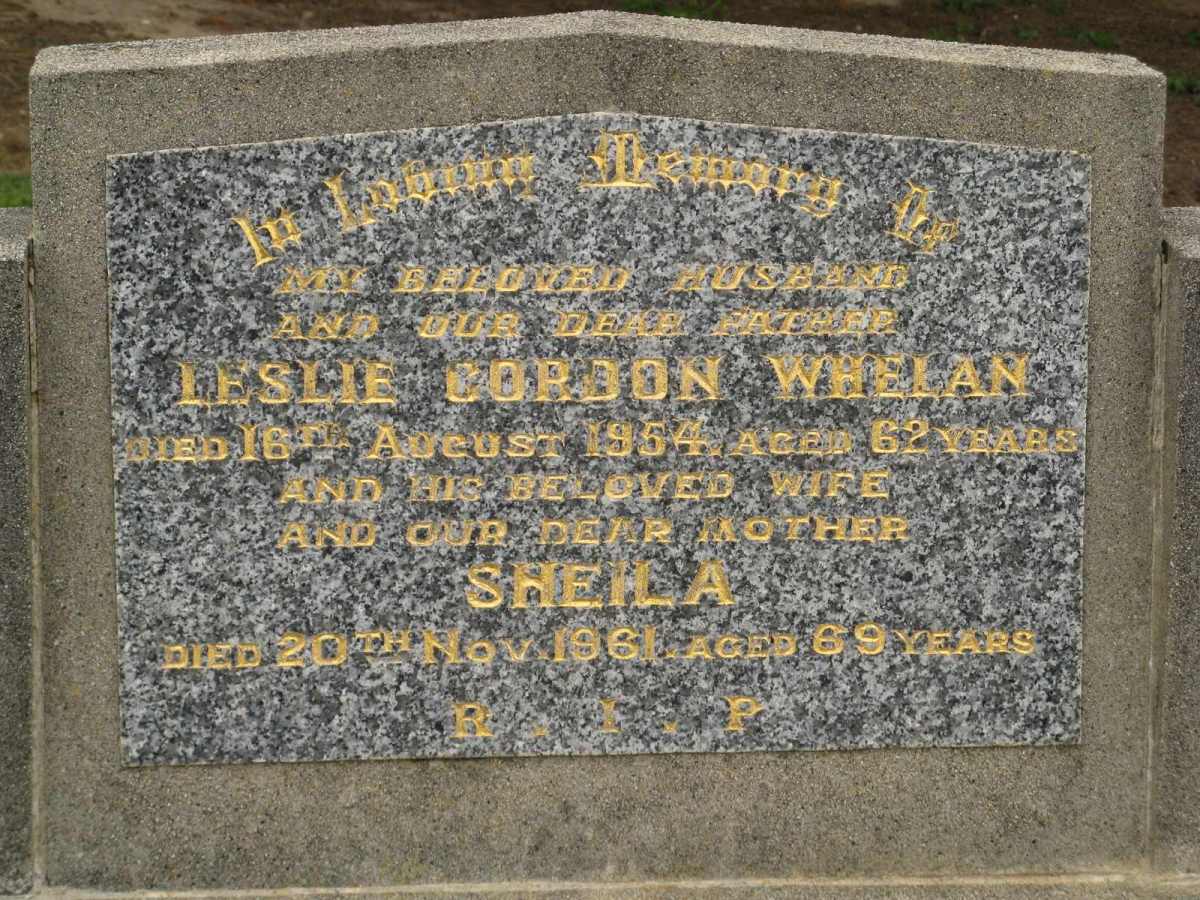 In Loving Memory Of
MY BELOVED HUSBAND
AND OUR DEAR FATHER
LESLIE GORDON WHELAN
DIED 16TH AUGUST 1954. AGED 62 YEARS
AND HIS BELOVED WIFE
AND OUR DEAR MOTHER
SHEILA
DIED 20TH NOV. 1961. AGED 69 YEARS
R . I . P